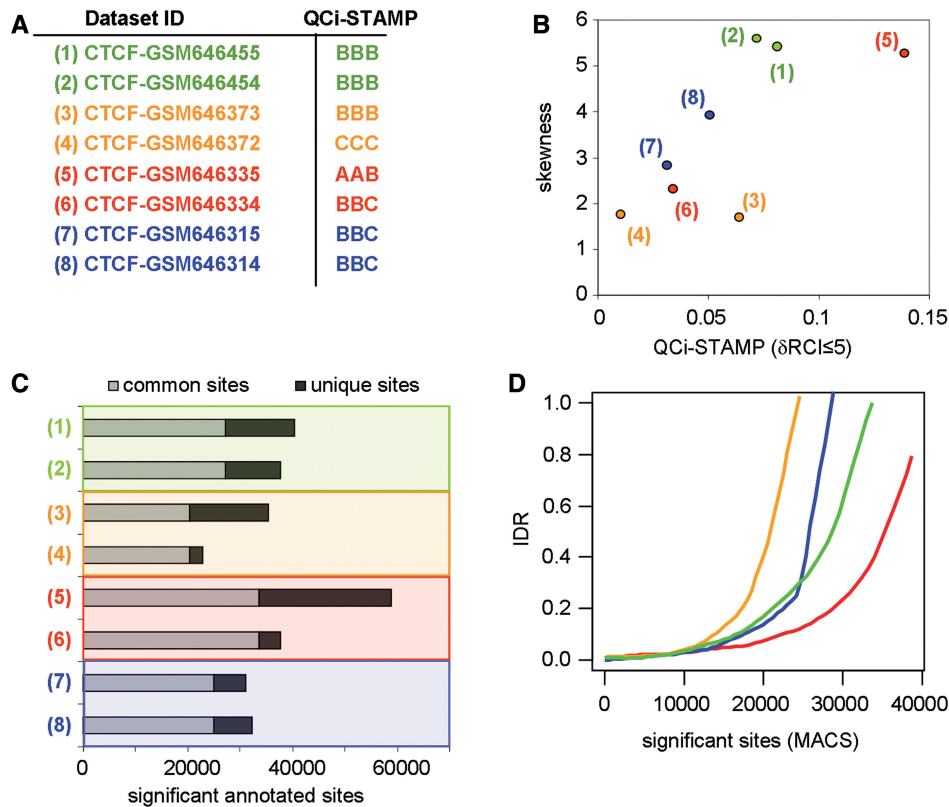 A
Dataset ID QCi-STAMP
(1) CTCF-GSM646455 BBB
(2) CTCF-GSM646454 BBB
(3) CTCF-GSM646373 BBB
(4) CTCF-GSM646372 CCC
(5) CTCF-GSM646335 AAB
(6) CTCF-GSM646334 BBC
(7) CTCF-GSM646315 BBC
(8) CTCF-GSM646314 BBC
B
skewness
6
5
4
3
2
1
0
(2)
(1)
(5)
(8)
(7)
(6)
(3)
(4)
0 0.05 0.1 0.15
QCi-STAMP (δRCI≤5)
C
common sites unique sites
(1)
(2)
(3)
(4)
(5)
(6)
(7)
(8)
0 20000 40000 60000
significant annotated sites
D
IDR
1.0
0.8
0.6
0.4
0.2
0.0
0 10000 20000 30000 40000
significant sites (MACS)